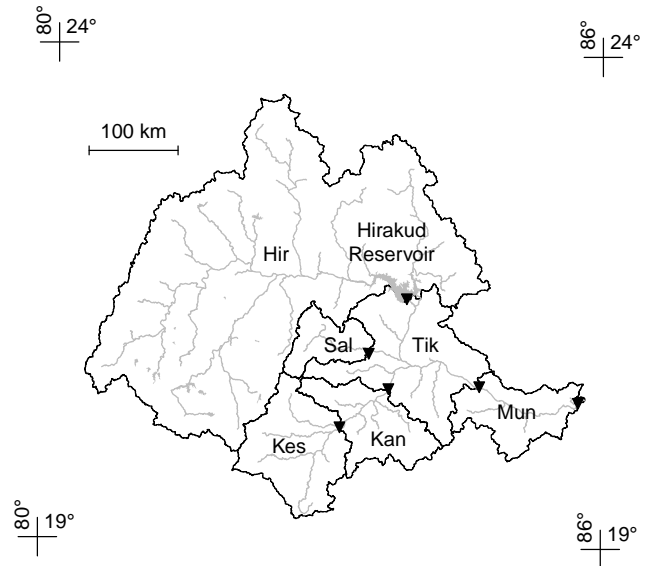 80° 24°
86° 24°
100 km
Hirakud
Reservoir
Hir
Sal
Tik
Mun
Kes
Kan
80° 19°
86° 19°